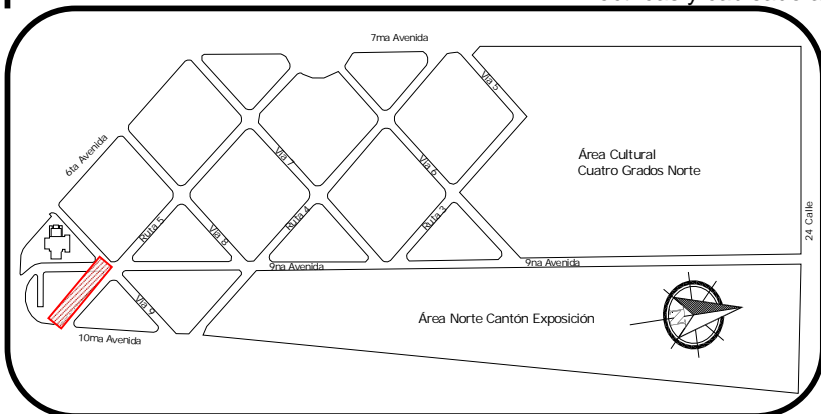 7ma Avenida
Vía 5
Área Cultural
Cuatro Grados Norte
6ta Avenida
Vía 7
Vía 6
24 Calle
Ruta 5
Vía 8
Ruta 4
Ruta 3
9na Avenida
9na Avenida
Vía 9
Área Norte Cantón Exposición
10ma Avenida